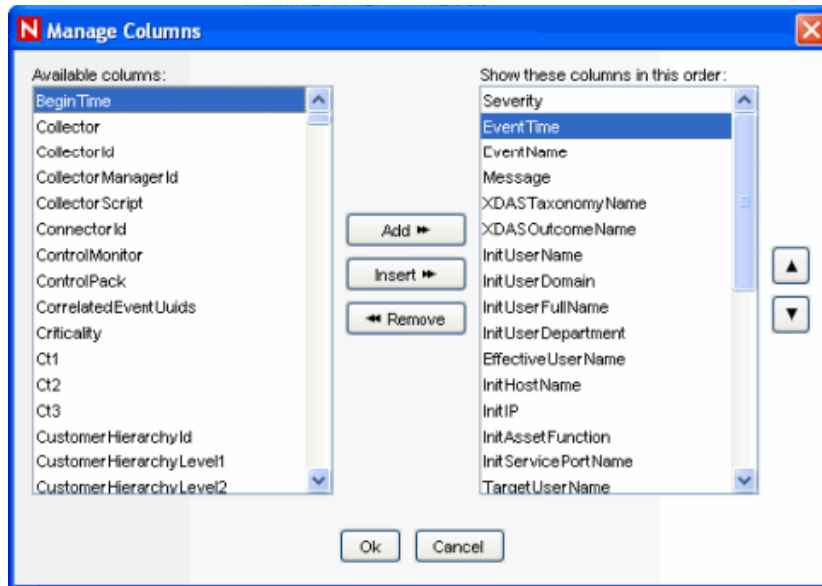 N Manage Columns
Available columns:
BeginTime
Collector
CollectorId
CollectorManagerId
CollectorScript
ConnectorId
ControlMonitor
ControlPack
CorrelatedEventUuids
Criticality
Ct1
Ct2
Ct3
CustomerHierarchyId
CustomerHierarchyLevel1
CustomerHierarchyLevel2
Add
Insert
Remove
Show these columns in this order:
Severity
EventTime
EventName
Message
XDASTaxonomyName
XDASOutcomeName
InitUserName
InitUserDomain
InitUserFullName
InitUserDepartment
EffectiveUserName
InitHostName
InitIP
InitAssetFunction
InitServicePortName
TargetUserName
Ok
Cancel